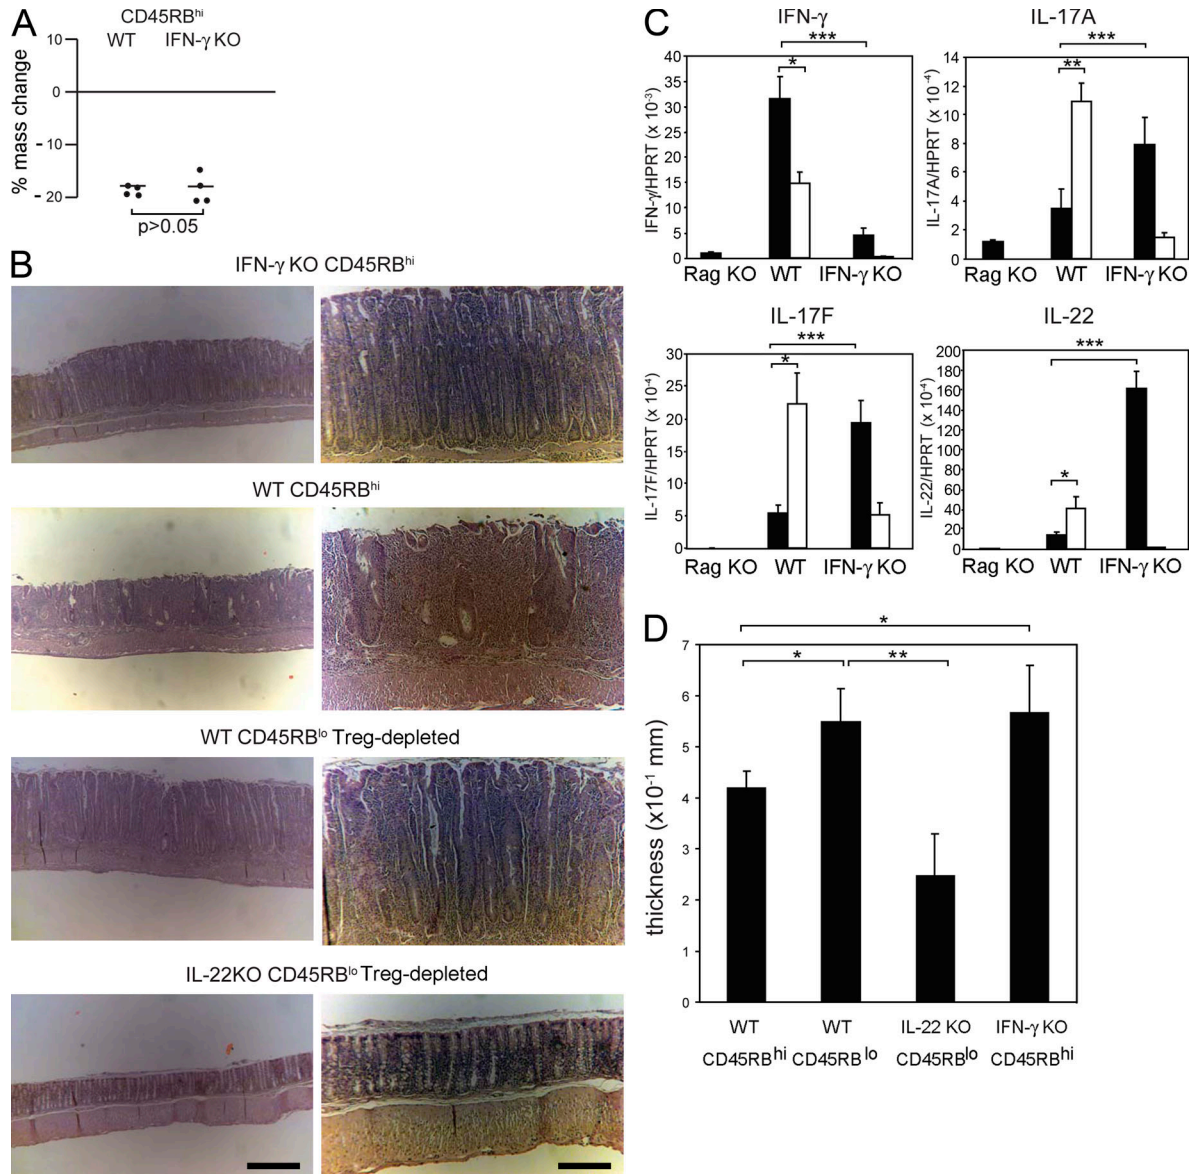 A
CD45RBhi
WT IFN-γ KO
10
0
- 10
- 20
% mass change
p>0.05
B
IFN-γ KO CD45RBhi
WT CD45RBhi
WT CD45RBlo Treg-depleted
IL-22KO CD45RBlo Treg-depleted
C
IFN-γ
***
*
40
35
30
25
20
15
10
5
0
IFN-γ/HPRT (x 10-3)
Rag KO WT IFN-γ KO
IL-17A
***
**
14
12
10
8
6
4
2
0
IL-17A/HPRT (x 10-4)
Rag KO WT IFN-γ KO
IL-17F
***
*
30
25
20
15
10
5
0
IL-17F/HPRT (x 10-4)
Rag KO WT IFN-γ KO
IL-22
***
*
200
180
160
140
120
100
80
60
40
20
0
IL-22/HPRT (x 10-4)
Rag KO WT IFN-γ KO
D
*
* **
7
6
5
4
3
2
1
0
thickness (x10-1 mm)
WT WT IL-22 KO IFN-γ KO
CD45RBhi CD45RBlo CD45RBlo CD45RBhi